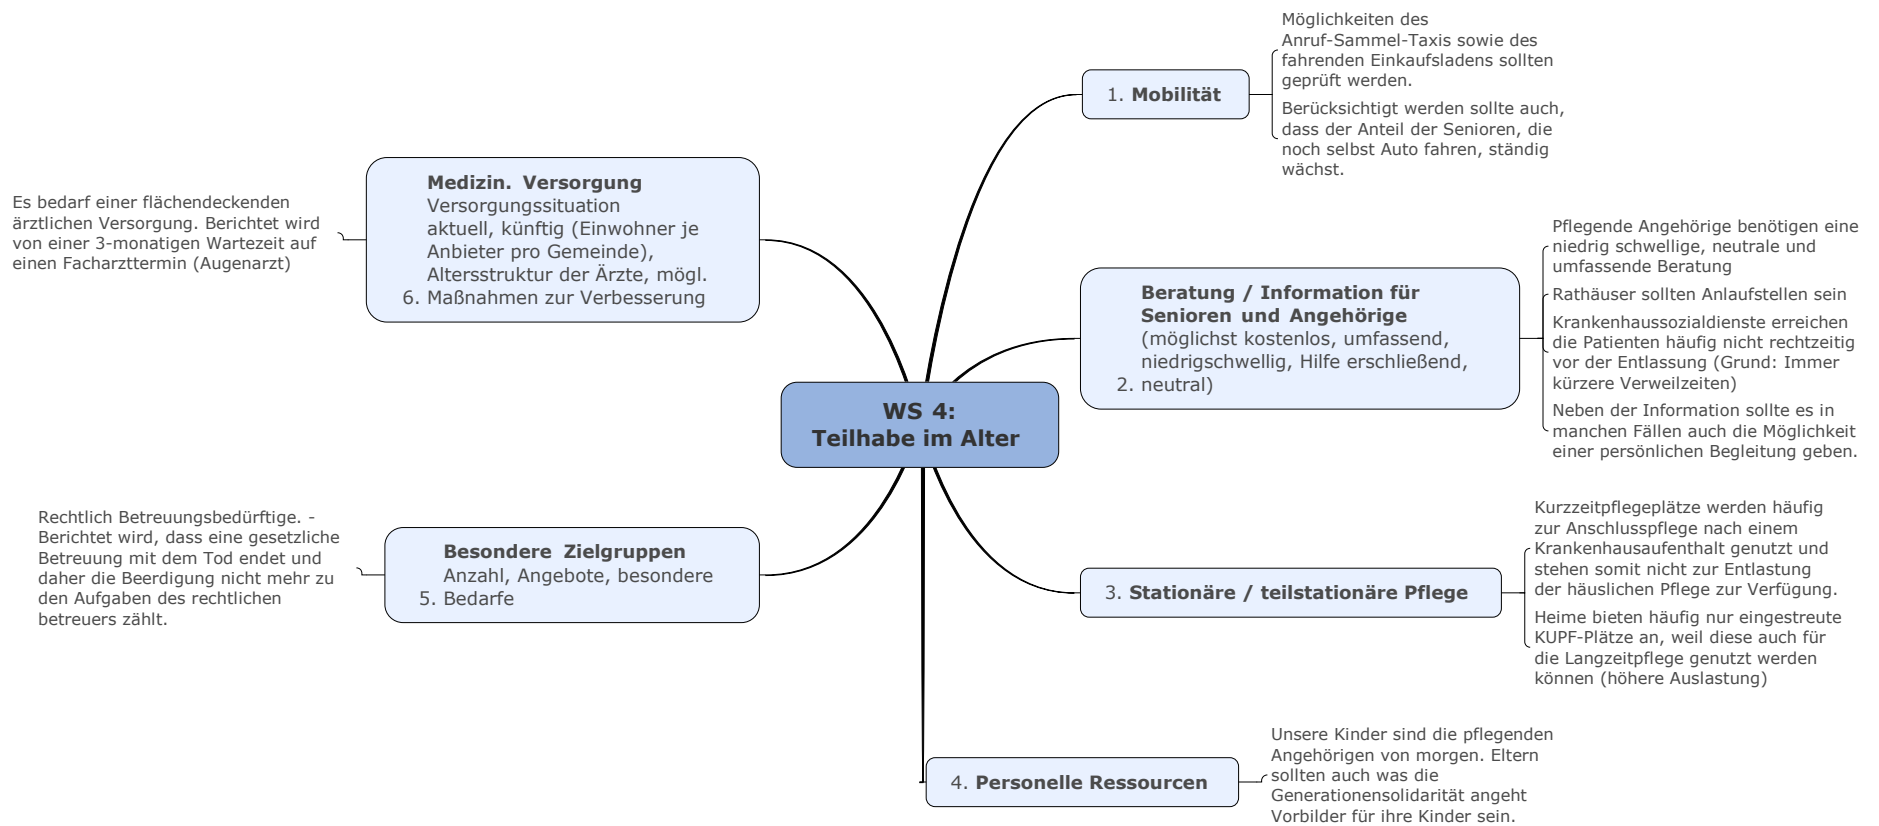 WS 4:
Teilhabe im Alter
1. Mobilität
Möglichkeiten des
Anruf-Sammel-Taxis sowie des
fahrenden Einkaufsladens sollten
geprüft werden.
Berücksichtigt werden sollte auch,
dass der Anteil der Senioren, die
noch selbst Auto fahren, ständig
wächst.
Beratung / Information für
Senioren und Angehörige
(möglichst kostenlos, umfassend,
niedrigschwellig, Hilfe erschließend,
2. neutral)
Pflegende Angehörige benötigen eine
niedrig schwellige, neutrale und
umfassende Beratung
Rathäuser sollten Anlaufstellen sein
Krankenhaussozialdienste erreichen
die Patienten häufig nicht rechtzeitig
vor der Entlassung (Grund: Immer
kürzere Verweilzeiten)
Neben der Information sollte es in
manchen Fällen auch die Möglichkeit
einer persönlichen Begleitung geben.
3. Stationäre / teilstationäre Pflege
Kurzzeitpflegeplätze werden häufig
zur Anschlusspflege nach einem
Krankenhausaufenthalt genutzt und
stehen somit nicht zur Entlastung
der häuslichen Pflege zur Verfügung.
Heime bieten häufig nur eingestreute
KUPF-Plätze an, weil diese auch für
die Langzeitpflege genutzt werden
können (höhere Auslastung)
4. Personelle Ressourcen
Unsere Kinder sind die pflegenden
Angehörigen von morgen. Eltern
sollten auch was die
Generationensolidarität angeht
Vorbilder für ihre Kinder sein.
Besondere Zielgruppen
Anzahl, Angebote, besondere
5. Bedarfe
Rechtlich Betreuungsbedürftige. -
Berichtet wird, dass eine gesetzliche
Betreuung mit dem Tod endet und
daher die Beerdigung nicht mehr zu
den Aufgaben des rechtlichen
betreuers zählt.
Medizin. Versorgung
Versorgungssituation
aktuell, künftig (Einwohner je
Anbieter pro Gemeinde),
Altersstruktur der Ärzte, mögl.
6. Maßnahmen zur Verbesserung
Es bedarf einer flächendeckenden
ärztlichen Versorgung. Berichtet wird
von einer 3-monatigen Wartezeit auf
einen Facharzttermin (Augenarzt)